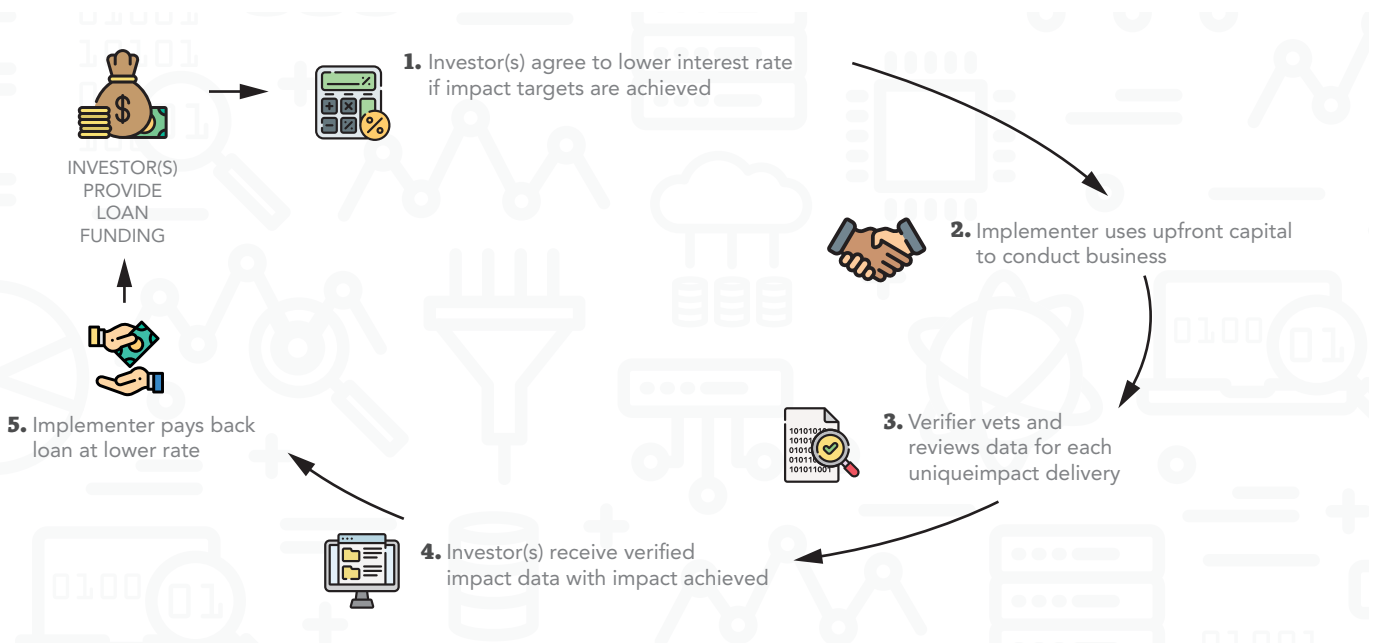 INVESTOR(S)
PROVIDE
LOAN
FUNDING
1. Investor(s) agree to lower interest rate
if impact targets are achieved
2. Implementer uses upfront capital
to conduct business
3. Verifier vets and
reviews data for each
uniqueimpact delivery
4. Investor(s) receive verified
impact data with impact achieved
5. Implementer pays back
loan at lower rate